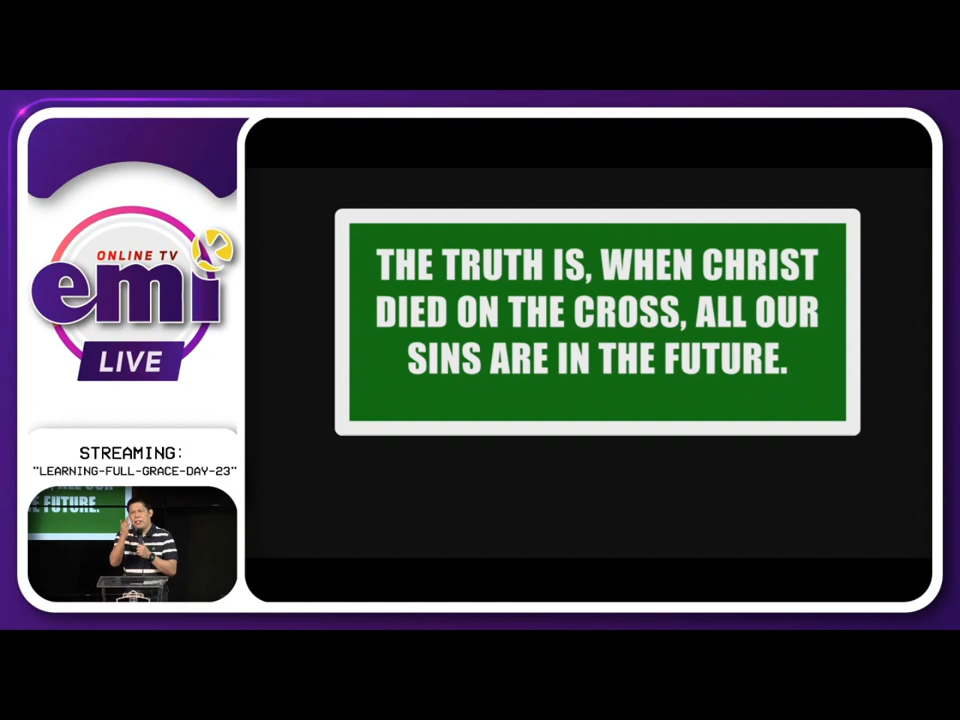 ONLINE TV
emi
LIVE
STREAMING:
"LEARNING-FULL-GRACE-DAY-23"
FUTURE.
THE TRUTH IS, WHEN CHRIST
DIED ON THE CROSS, ALL OUR
SINS ARE IN THE FUTURE.